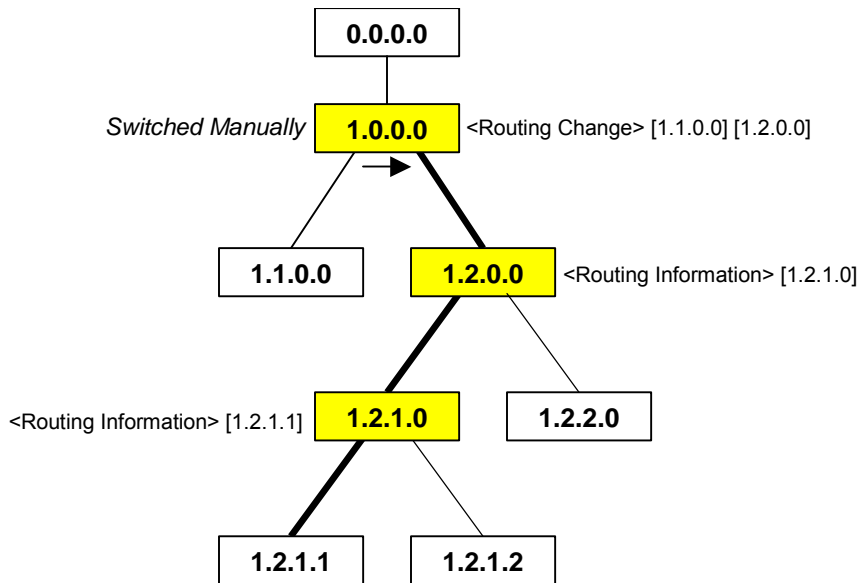 0.0.0.0
Switched Manually 1.0.0.0 <Routing Change> [1.1.0.0] [1.2.0.0]
1.1.0.0 1.2.0.0 <Routing Information> [1.2.1.0]
<Routing Information> [1.2.1.1] 1.2.1.0 1.2.2.0
1.2.1.1 1.2.1.2